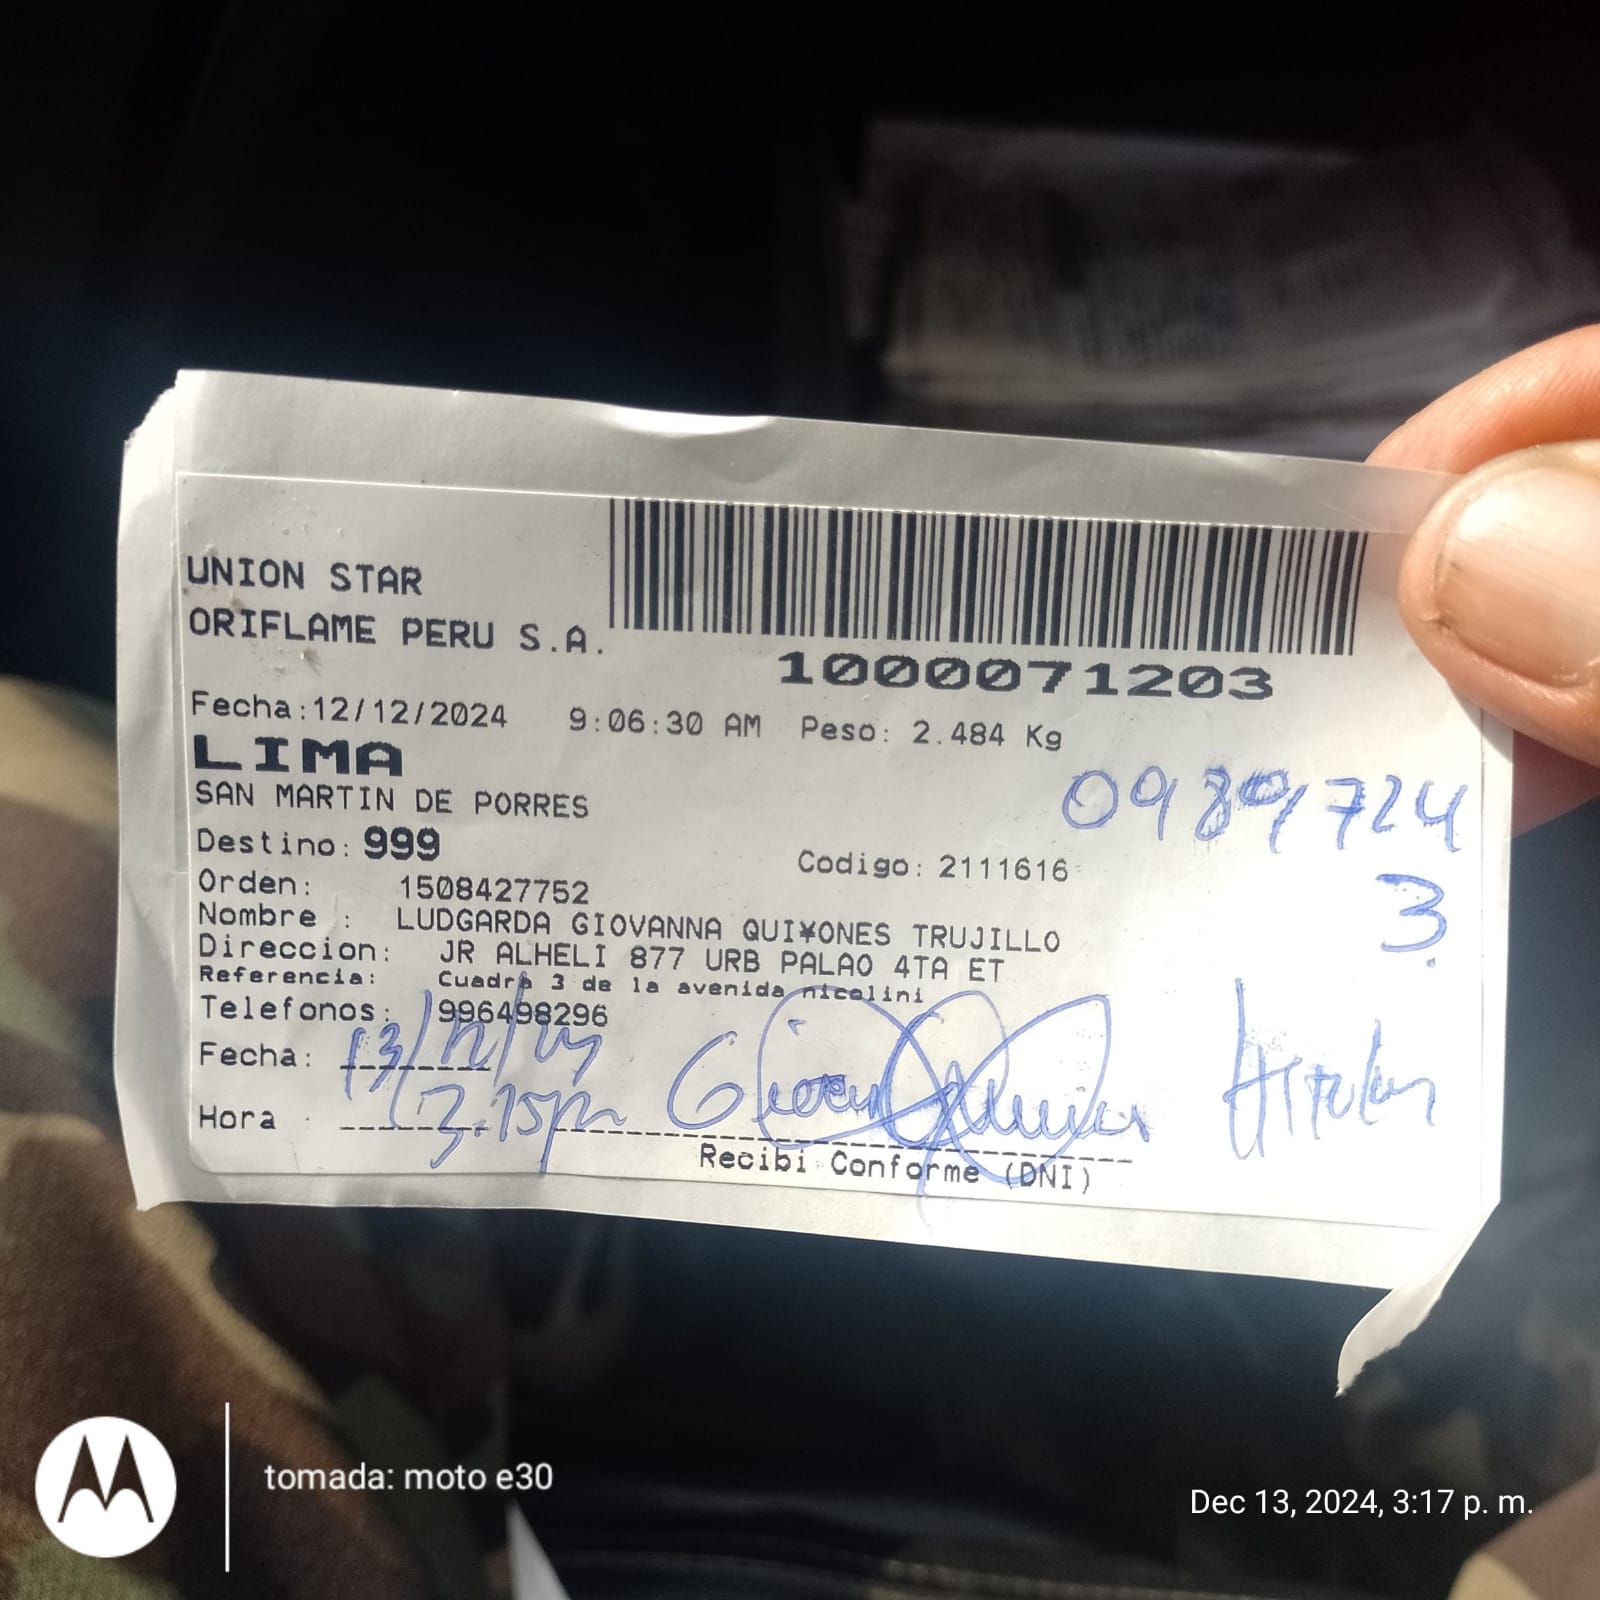 UNION STAR
ORIFLAME PERU S.A.
1000071203
Fecha:12/12/2024 9:06:30 AM Peso: 2.484 Kg
LIMA
SAN MARTIN DE PORRES
0989724
3.
Destino: 999
Codigo: 2111616
Orden: 1508427752
Nombre : LUDGARDA GIOVANNA QUI¥ONES TRUJILLO
Direccion: JR ALHELI 877 URB PALAO 4TA ET
Referencia: Cuadra 3 de la avenida nicolini
Telefonos: 996498296
Fecha: 13/12/24
Hora : 3:15pm
Recibi Conforme (DNI)
tomada: moto e30
Dec 13, 2024, 3:17 p. m.